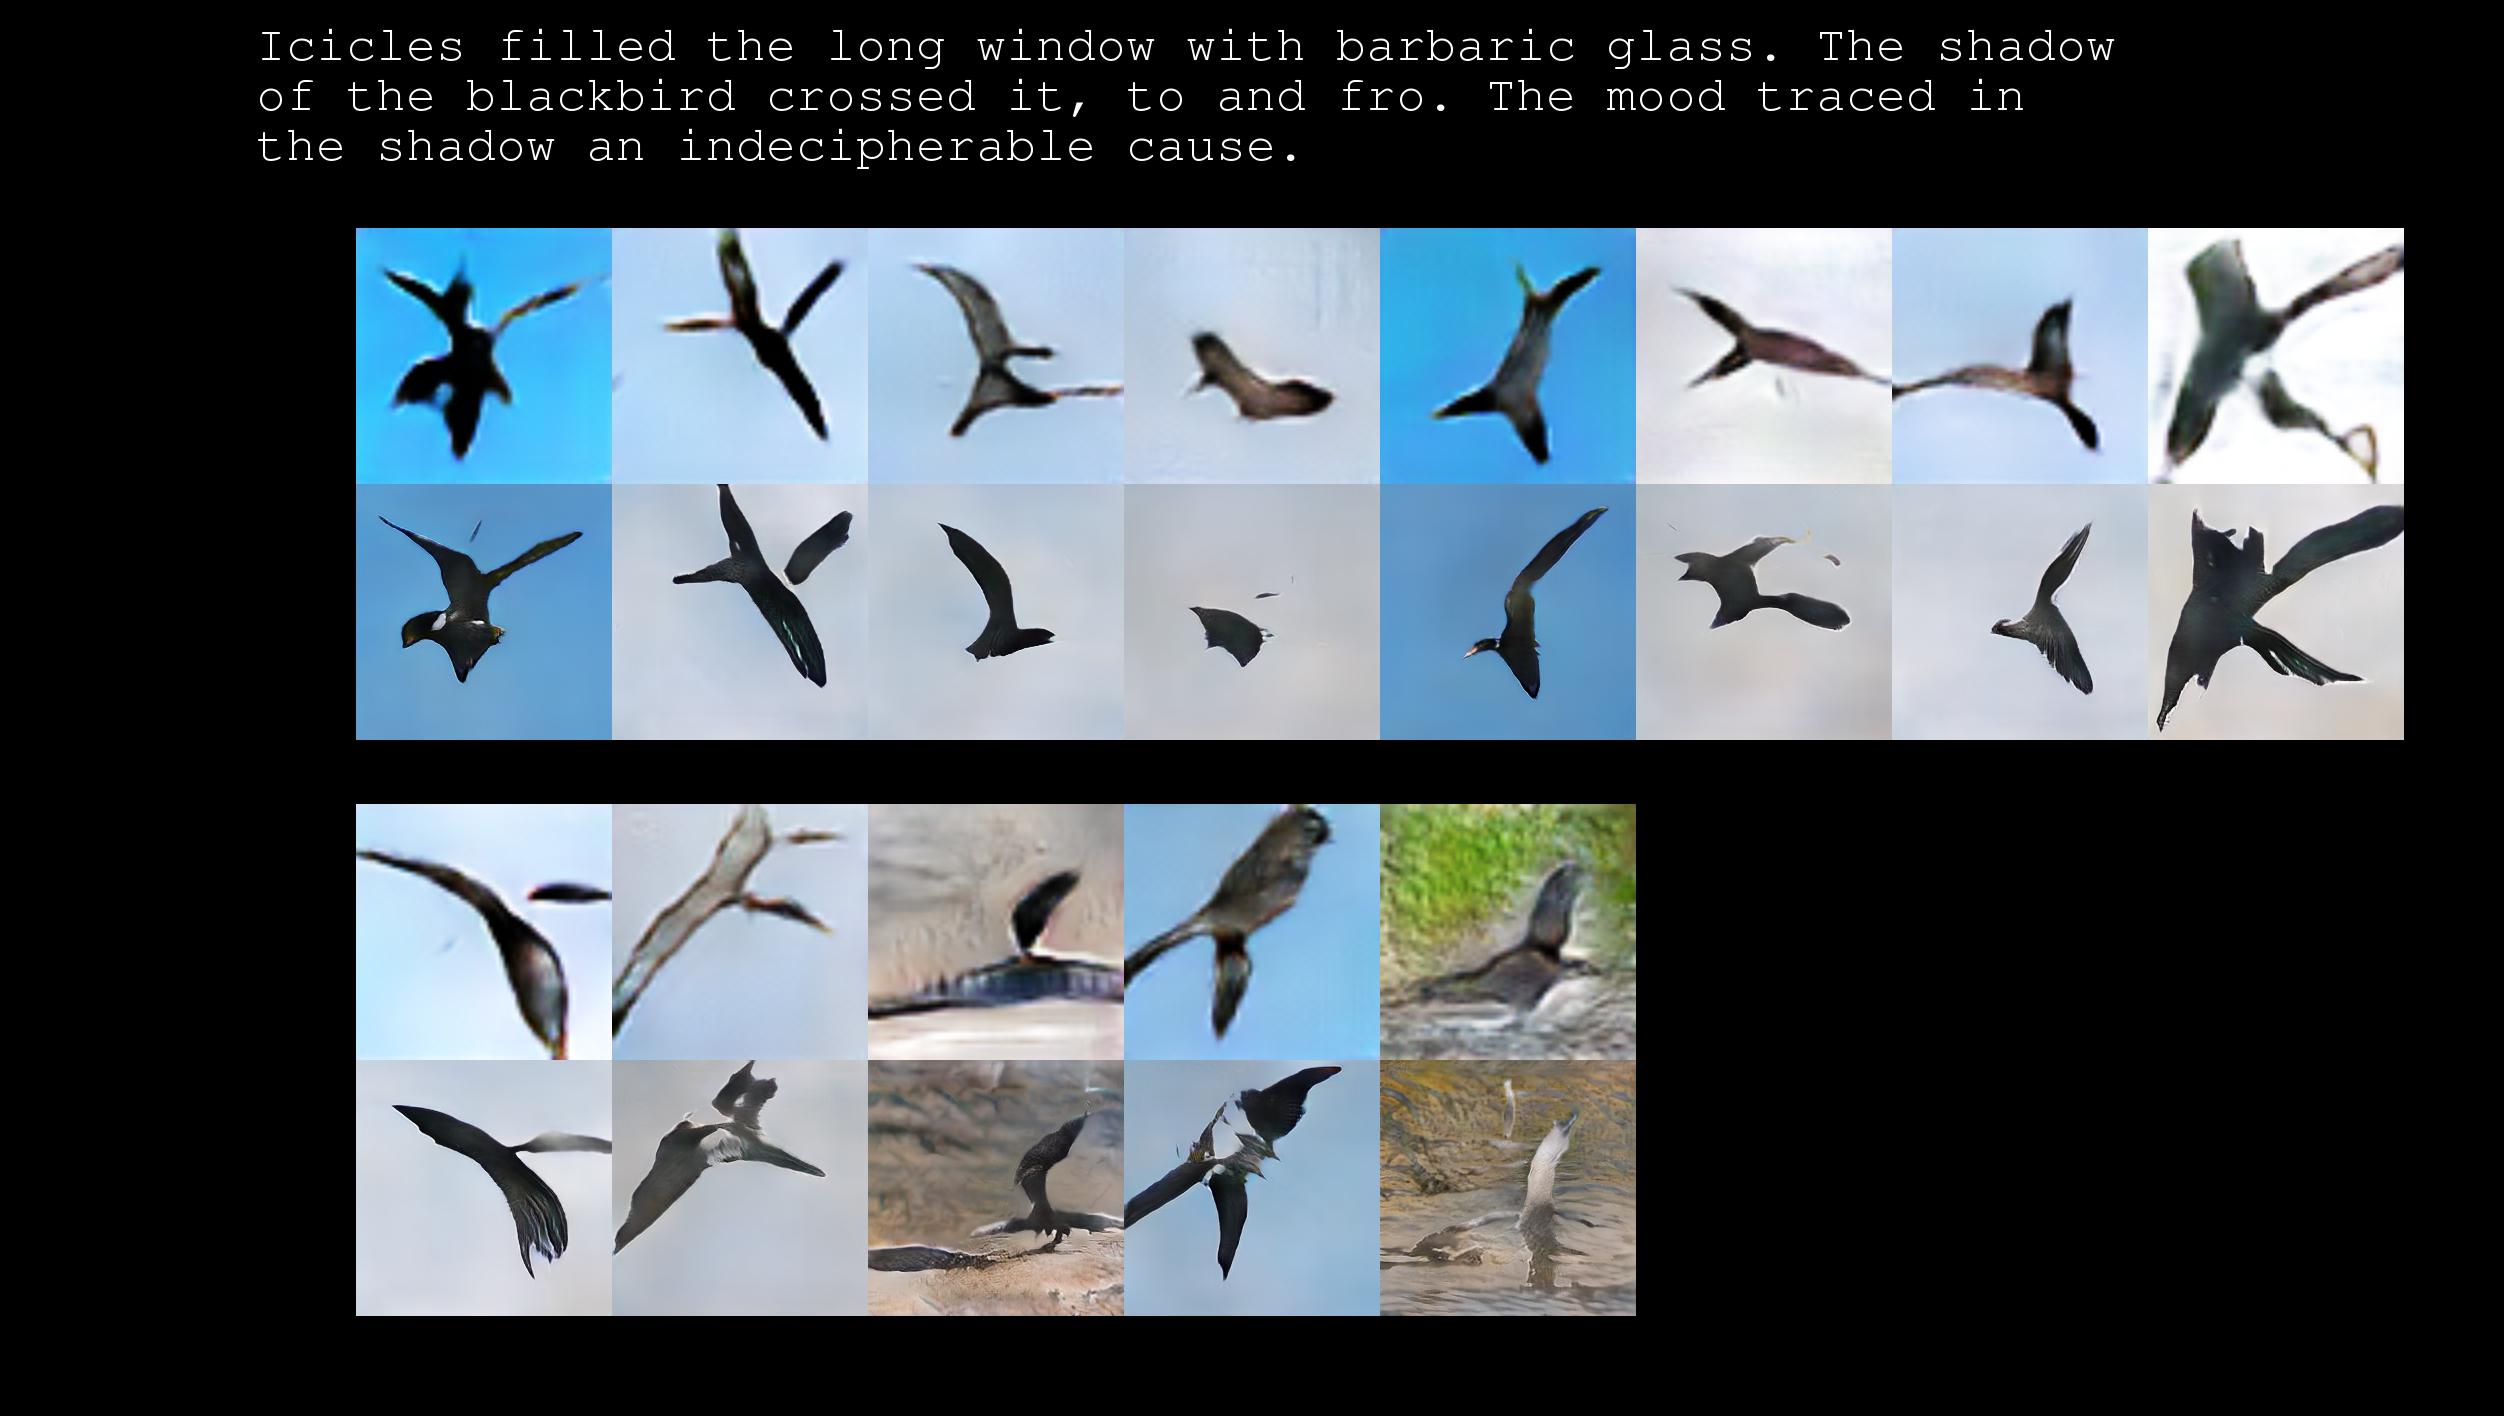 Icicles filled the long window with barbaric glass. The shadow
of the blackbird crossed it, to and fro. The mood traced in
the shadow an indecipherable cause.